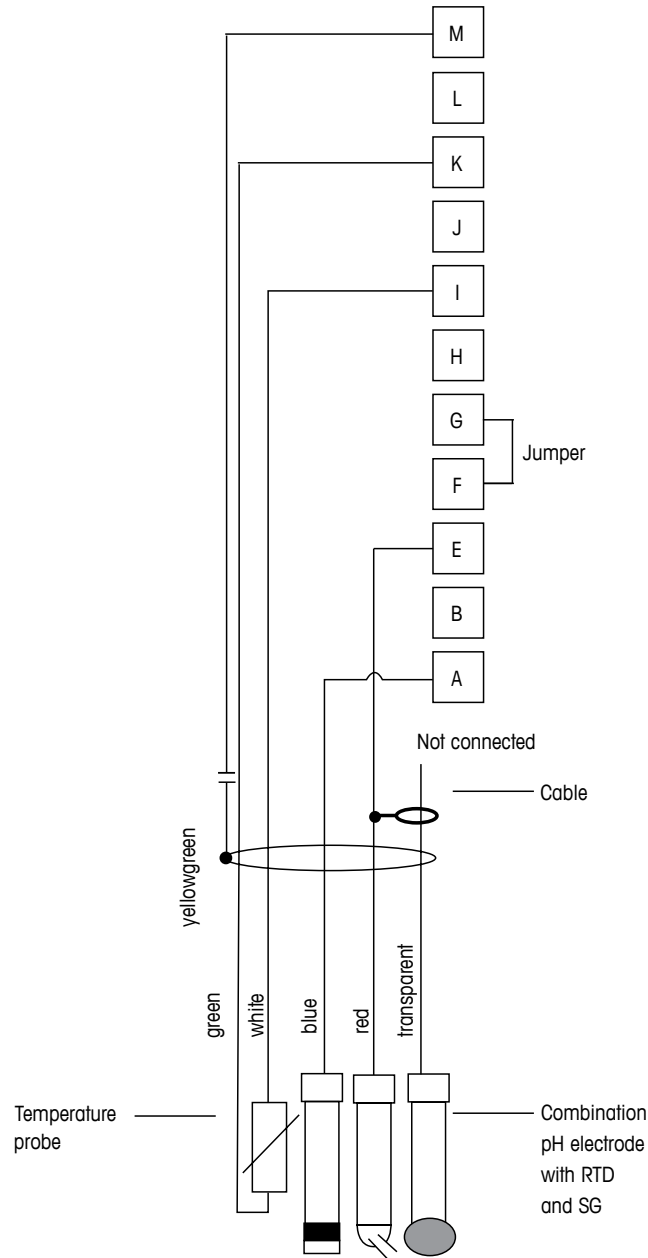 M
L
K
J
I
H
G
Jumper
F
E
B
A
Not connected
Cable
yellowgreen
green
white
blue
red
transparent
Temperature
probe
Combination
pH electrode
with RTD
and SG